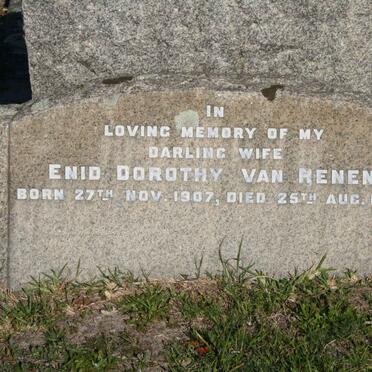 IN
LOVING MEMORY OF MY
DARLING WIFE
ENID DOROTHY VAN RENEN
BORN 27TH NOV. 1907, DIED 25TH AUG.